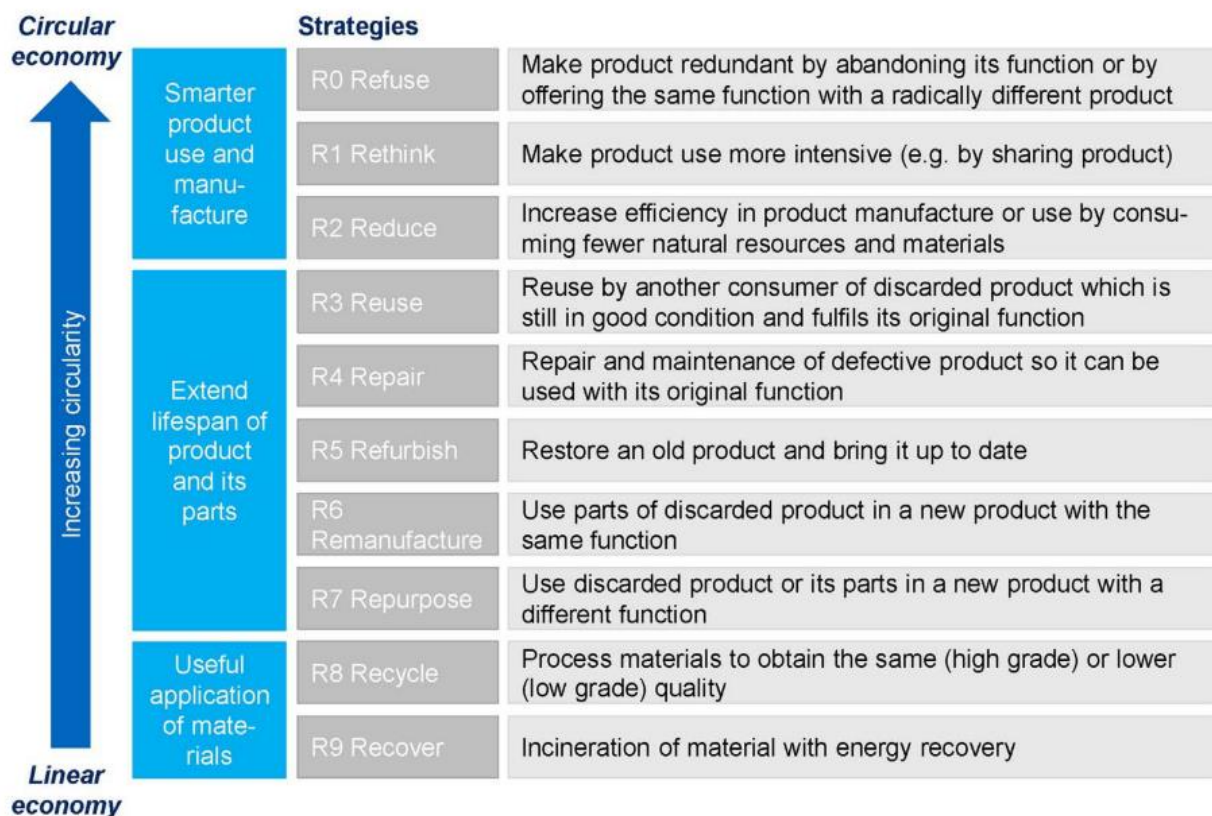 Circular
economy
Strategies
Smarter
product
use and
manu-
facture
R0 Refuse
Make product redundant by abandoning its function or by
offering the same function with a radically different product
R1 Rethink
Make product use more intensive (e.g. by sharing product)
R2 Reduce
Increase efficiency in product manufacture or use by consu-
ming fewer natural resources and materials
Increasing circularity
Extend
lifespan of
product
and its
parts
R3 Reuse
Reuse by another consumer of discarded product which is
still in good condition and fulfils its original function
R4 Repair
Repair and maintenance of defective product so it can be
used with its original function
R5 Refurbish
Restore an old product and bring it up to date
R6
Remanufacture
Use parts of discarded product in a new product with the
same function
R7 Repurpose
Use discarded product or its parts in a new product with a
different function
Useful
application
of mate-
rials
R8 Recycle
Process materials to obtain the same (high grade) or lower
(low grade) quality
R9 Recover
Incineration of material with energy recovery
Linear
economy